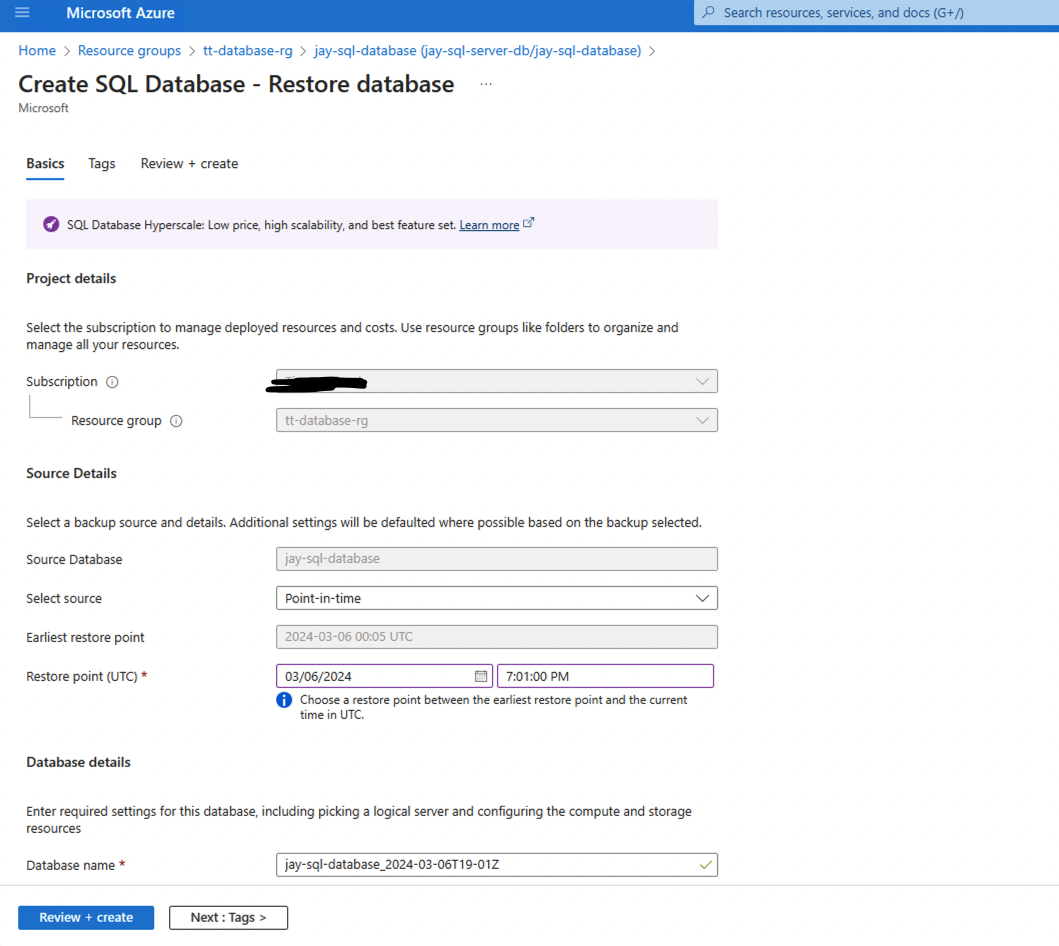 Microsoft Azure
Search resources, services, and docs (G+/)
Home > Resource groups > tt-database-rg > jay-sql-database (jay-sql-server-db/jay-sql-database) >
Create SQL Database - Restore database ...
Microsoft
Basics Tags Review + create
SQL Database Hyperscale: Low price, high scalability, and best feature set. Learn more
Project details
Select the subscription to manage deployed resources and costs. Use resource groups like folders to organize and
manage all your resources.
Subscription
Resource group tt-database-rg
Source Details
Select a backup source and details. Additional settings will be defaulted where possible based on the backup selected.
Source Database jay-sql-database
Select source Point-in-time
Earliest restore point 2024-03-06 00:05 UTC
Restore point (UTC) * 03/06/2024 7:01:00 PM
Choose a restore point between the earliest restore point and the current
time in UTC.
Database details
Enter required settings for this database, including picking a logical server and configuring the compute and storage
resources
Database name * jay-sql-database_2024-03-06T19-01Z
Review + create Next : Tags >